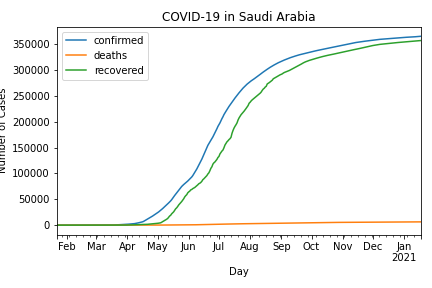 COVID-19 in Saudi Arabia
confirmed
deaths
recovered
350000
300000
250000
200000
150000
100000
50000
0
Number of Cases
Feb Mar Apr May Jun Jul Aug Sep Oct Nov Dec Jan
2021
Day